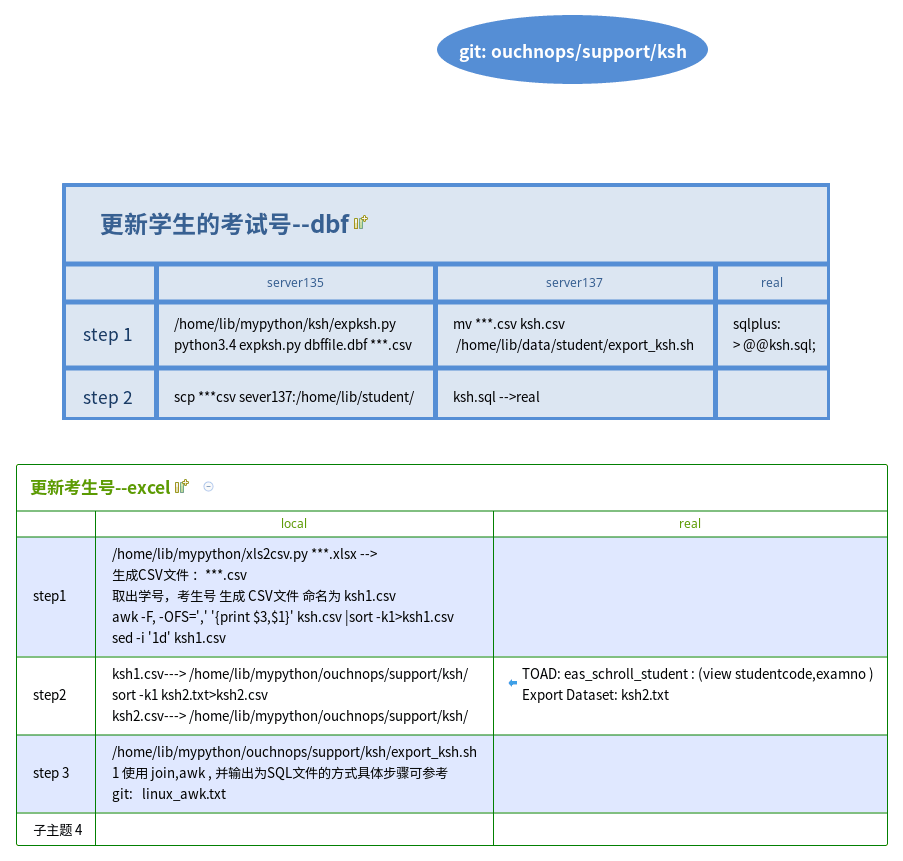 git: ouchnops/support/ksh
更新学生的考试号--dbf
server135
server137
real
step 1
/home/lib/mypython/ksh/expksh.py
python3.4 expksh.py dbffile.dbf ***.csv
mv ***.csv ksh.csv
/home/lib/data/student/export_ksh.sh
sqlplus:
> @@ksh.sql;
step 2
scp ***csv sever137:/home/lib/student/
ksh.sql -->real
更新考生号--excel
local
real
step1
/home/lib/mypython/xls2csv.py ***.xlsx -->
生成CSV文件 : ***.csv
取出学号，考生号 生成 CSV文件 命名为 ksh1.csv
awk -F, -OFS=',' '{print $3,$1}' ksh.csv |sort -k1>ksh1.csv
sed -i '1d' ksh1.csv
step2
ksh1.csv---> /home/lib/mypython/ouchnops/support/ksh/
sort -k1 ksh2.txt>ksh2.csv
ksh2.csv---> /home/lib/mypython/ouchnops/support/ksh/
TOAD: eas_schroll_student : (view studentcode,examno )
Export Dataset: ksh2.txt
step 3
/home/lib/mypython/ouchnops/support/ksh/export_ksh.sh
1 使用 join,awk , 并输出为SQL文件的方式具体步骤可参考
git: linux_awk.txt
子主题 4